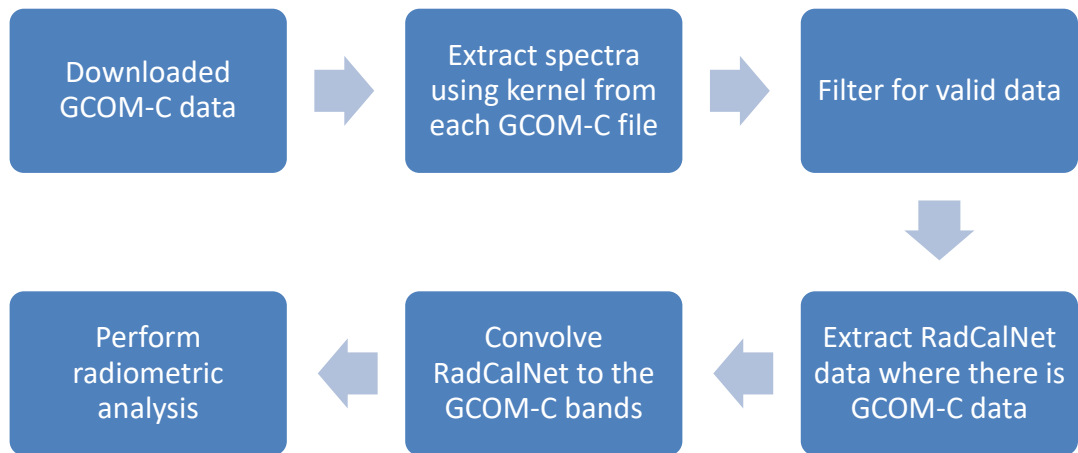 Downloaded
GCOM-C data
Extract spectra
using kernel from
each GCOM-C file
Filter for valid data
Extract RadCalNet
data where there is
GCOM-C data
Convolve
RadCalNet to the
GCOM-C bands
Perform
radiometric
analysis